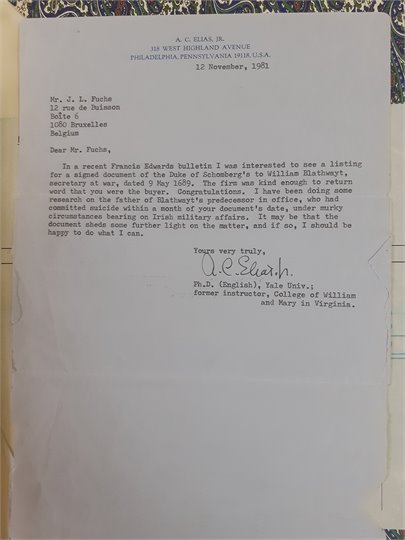 A. C. ELIAS, JR.
318 WEST HIGHLAND AVENUE
PHILADELPHIA, PENNSYLVANIA 19118, U.S.A.
12 November, 1981
Mr. J. L. Fuchs
12 rue de Buisson
Boîte 6
1080 Bruxelles
Belgium
Dear Mr. Fuchs,
In a recent Francis Edwards bulletin I was interested to see a listing
for a signed document of the Duke of Schomberg's to William Blathwayt,
secretary at war, dated 9 May 1689. The firm was kind enough to return
word that you were the buyer. Congratulations. I have been doing some
research on the father of Blathwayt's predecessor in office, who had
committed suicide within a month of your document's date, under murky
circumstances bearing on Irish military affairs. It may be that the
document sheds some further light on the matter, and if so, I should be
happy to do what I can.
Yours very truly,
A. C. Elias, Jr.
Ph.D. (English), Yale Univ.;
former instructor, College of William
and Mary in Virginia.